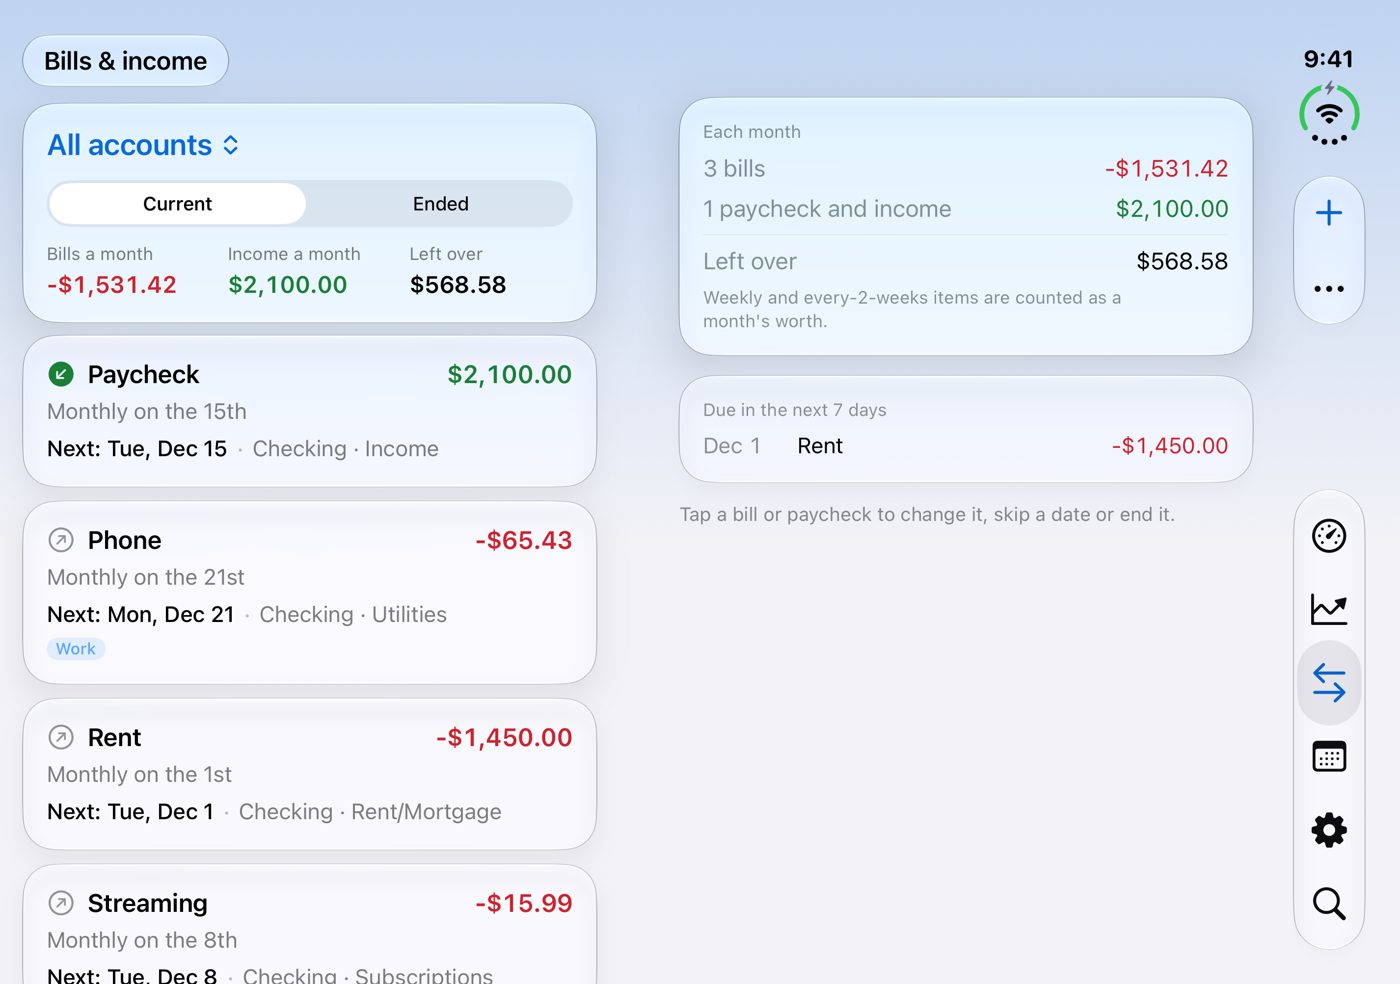 Bills & income
All accounts
Current
Ended
Bills a month
Income a month
Left over
-$1,531.42
$2,100.00
$568.58
Paycheck
$2,100.00
Monthly on the 15th
Next: Tue, Dec 15 · Checking · Income
Phone
-$65.43
Monthly on the 21st
Next: Mon, Dec 21 · Checking · Utilities
Work
Rent
-$1,450.00
Monthly on the 1st
Next: Tue, Dec 1 · Checking · Rent/Mortgage
Streaming
-$15.99
Monthly on the 8th
Next: Tue, Dec 8 · Checking · Subscriptions
Each month
3 bills
-$1,531.42
1 paycheck and income
$2,100.00
Left over
$568.58
Weekly and every-2-weeks items are counted as a
month's worth.
Due in the next 7 days
Dec 1 Rent
-$1,450.00
Tap a bill or paycheck to change it, skip a date or end it.
9:41